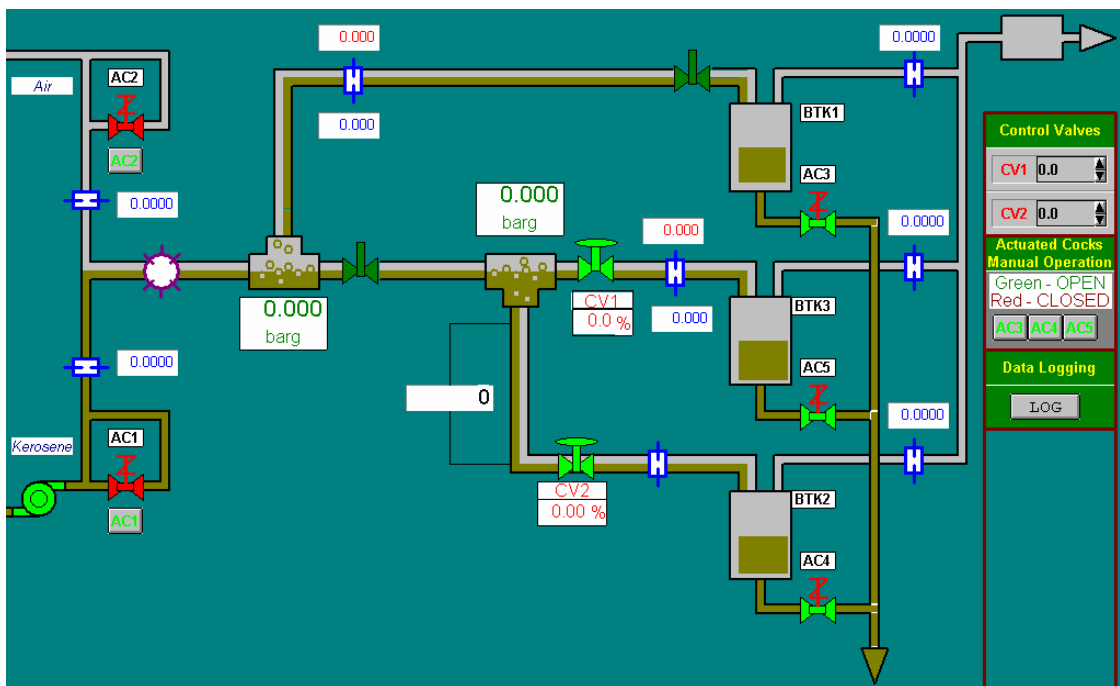 0.000
0.0000
AC2
Air
0.000
BTK1
Control Valves
CV1 0.0
AC2
AC3
0.000
barg
0.0000
CV2 0.0
0.000
0.0000
Actuated Cocks
Manual Operation
Green - OPEN
Red - CLOSED
AC3 AC4 AC5
0.000
barg
CV1
0.0 %
0.000
BTK3
0.0000
AC5
Data Logging
LOG
0
0.0000
Kerosene
AC1
CV2
0.00 %
BTK2
AC1
AC4